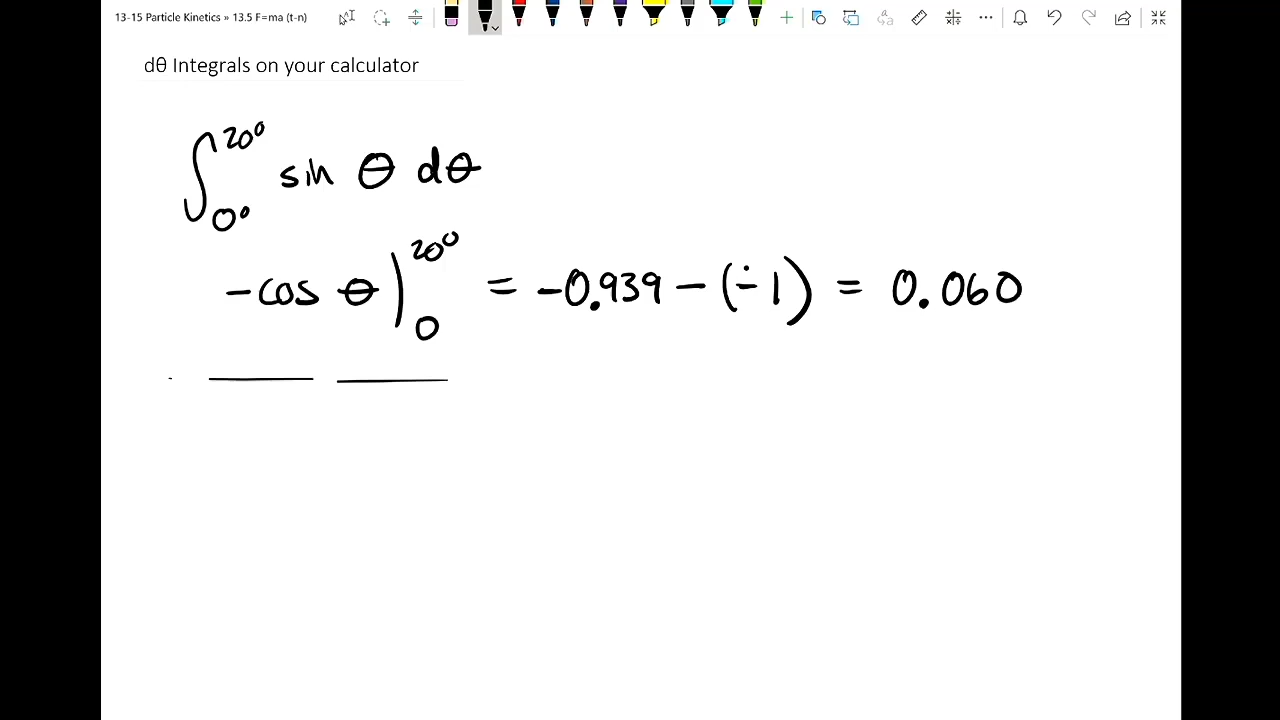 13-15 Particle Kinetics » 13.5 F=ma (t-n)
dθ Integrals on your calculator
∫₀°²⁰° sin θ dθ
-cos θ |₀²⁰° = -0.939 - (-1) = 0.060